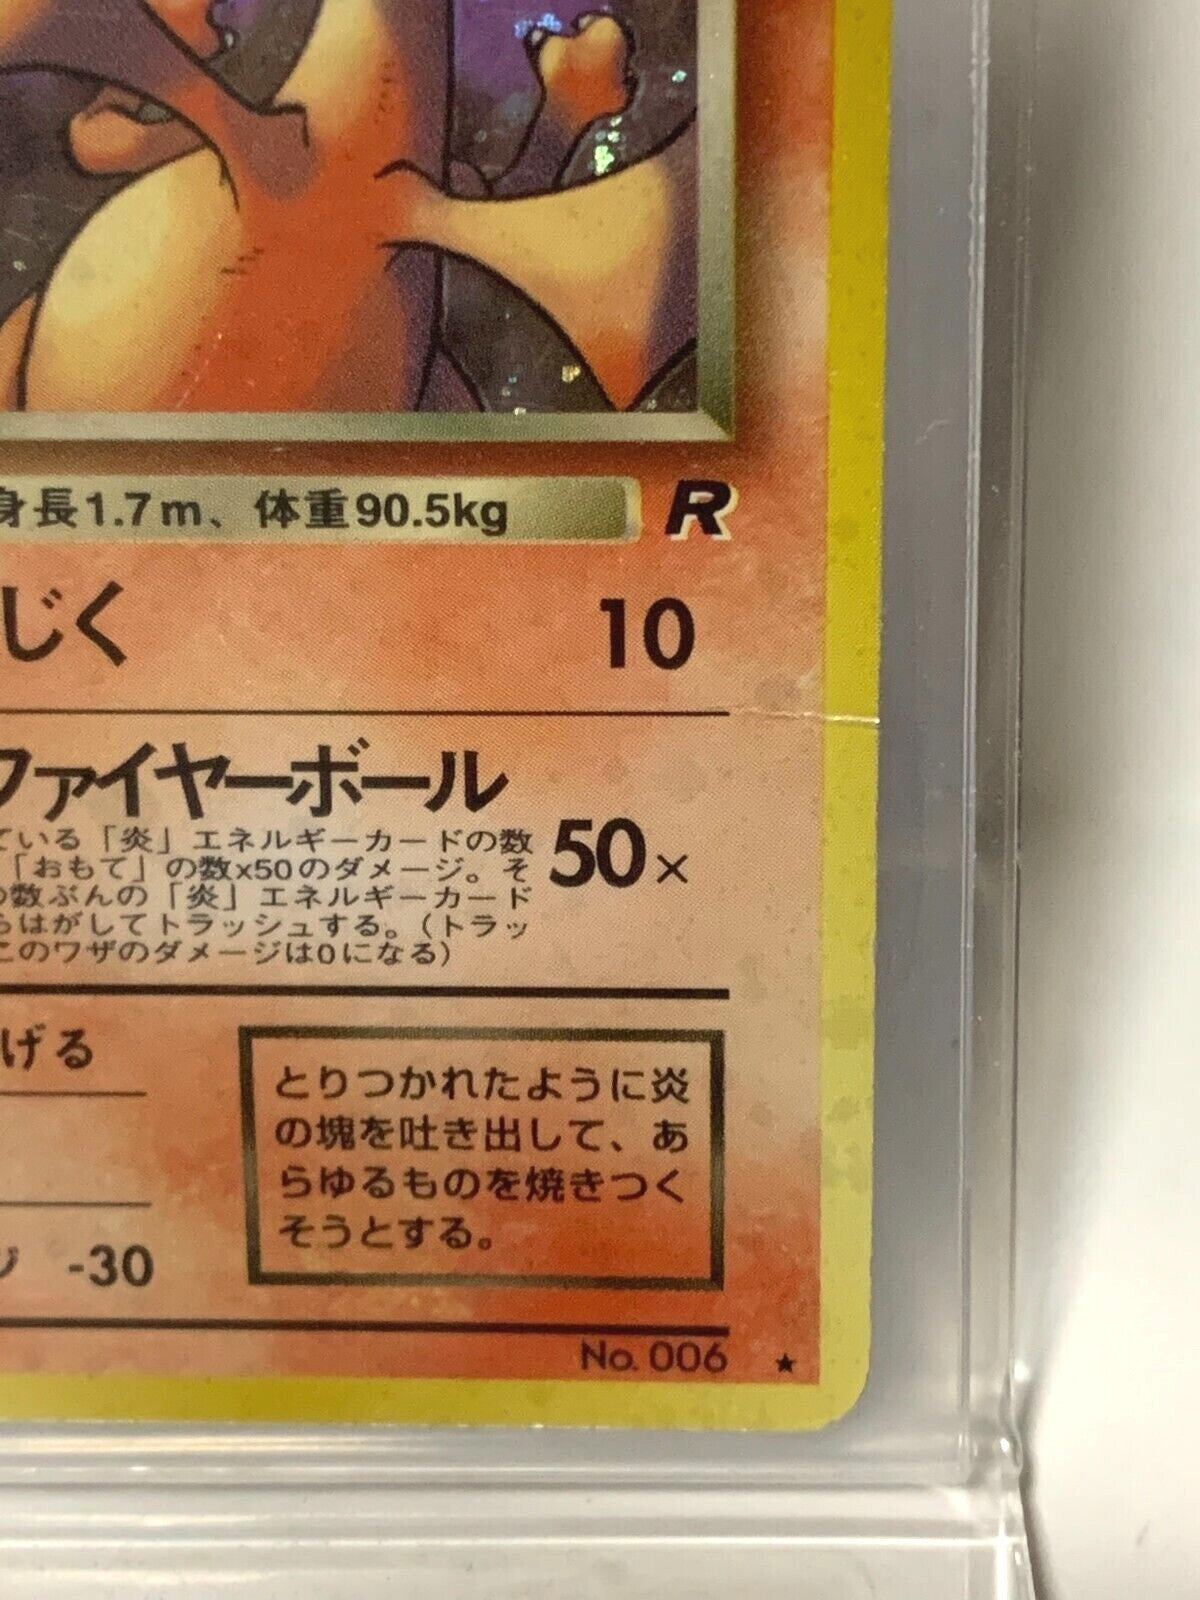 身長1.7m、体重90.5kg R
じく 10
ファイヤーボール
ている「炎」エネルギーカードの数
「おもて」の数x50のダメージ。そ
の数ぶんの「炎」エネルギーカード
らはがしてトラッシュする。(トラッ
このワザのダメージは0になる)
50×
げる
-30
とりつかれたように炎
の塊を吐き出して、あ
らゆるものを焼きつく
そうとする。
No. 006 ★